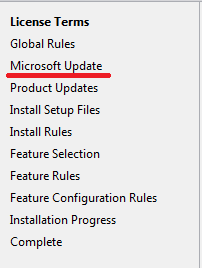 License Terms
Global Rules
Microsoft Update
Product Updates
Install Setup Files
Install Rules
Feature Selection
Feature Rules
Feature Configuration Rules
Installation Progress
Complete